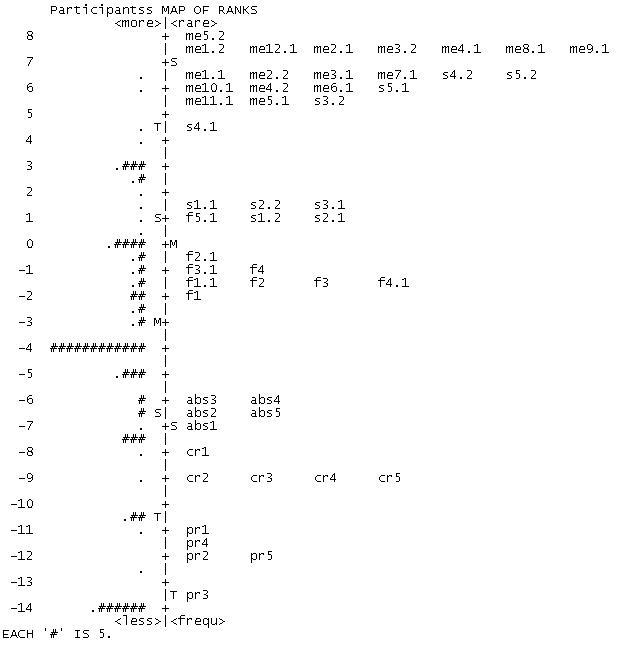 Participantss MAP OF RANKS
<more>|<rare>
8 + me5.2
| me1.2 me12.1 me2.1 me3.2 me4.1 me8.1 me9.1
7 +S
. | me1.1 me2.2 me3.1 me7.1 s4.2 s5.2
6 . + me10.1 me4.2 me6.1 s5.1
| me11.1 me5.1 s3.2
5 +
. T| s4.1
4 . +
|
3 .### +
.# |
2 . +
. | s1.1 s2.2 s3.1
1 . S+ f5.1 s1.2 s2.1
. |
0 .#### +M
.# | f2.1
-1 .# + f3.1 f4
.# | f1.1 f2 f3 f4.1
-2 ## + f1
.# |
-3 .# M+
|
-4 ############ +
|
-5 .### +
|
-6 # + abs3 abs4
# S| abs2 abs5
-7 . +S abs1
### |
-8 . + cr1
|
-9 . + cr2 cr3 cr4 cr5
|
-10 +
.## T|
-11 . + pr1
| pr4
-12 + pr2 pr5
. |
-13 +
|T pr3
-14 .###### +
<less>|<frequ>
EACH '#' IS 5.